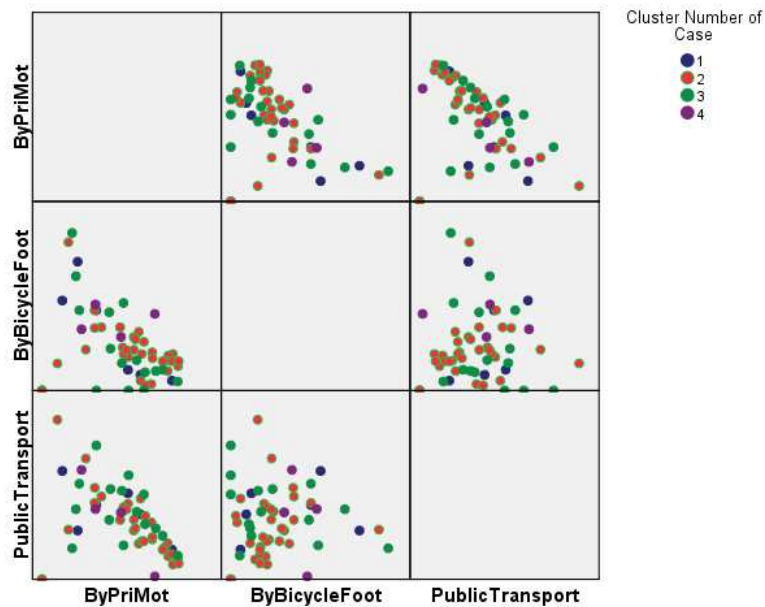 Cluster Number of
Case
1
2
3
4
ByPriMot
ByBicycleFoot
PublicTransport
ByPriMot
ByBicycleFoot
PublicTransport